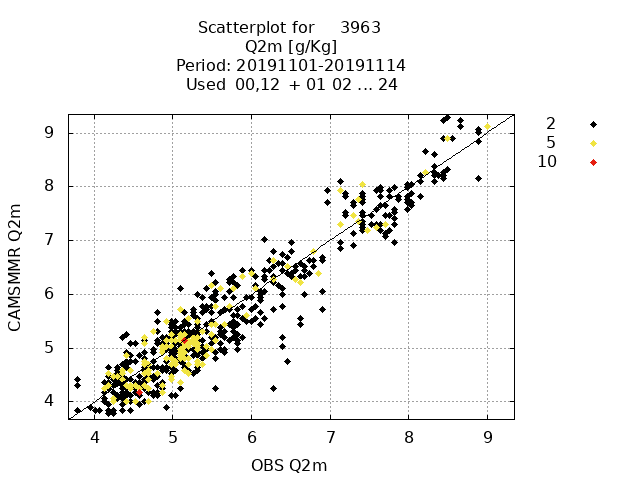 Scatterplot for 3963
Q2m [g/Kg]
Period: 20191101-20191114
Used 00,12 + 01 02 ... 24
2
5
10
9
8
7
6
5
4
CAMSMMR Q2m
4 5 6 7 8 9
OBS Q2m